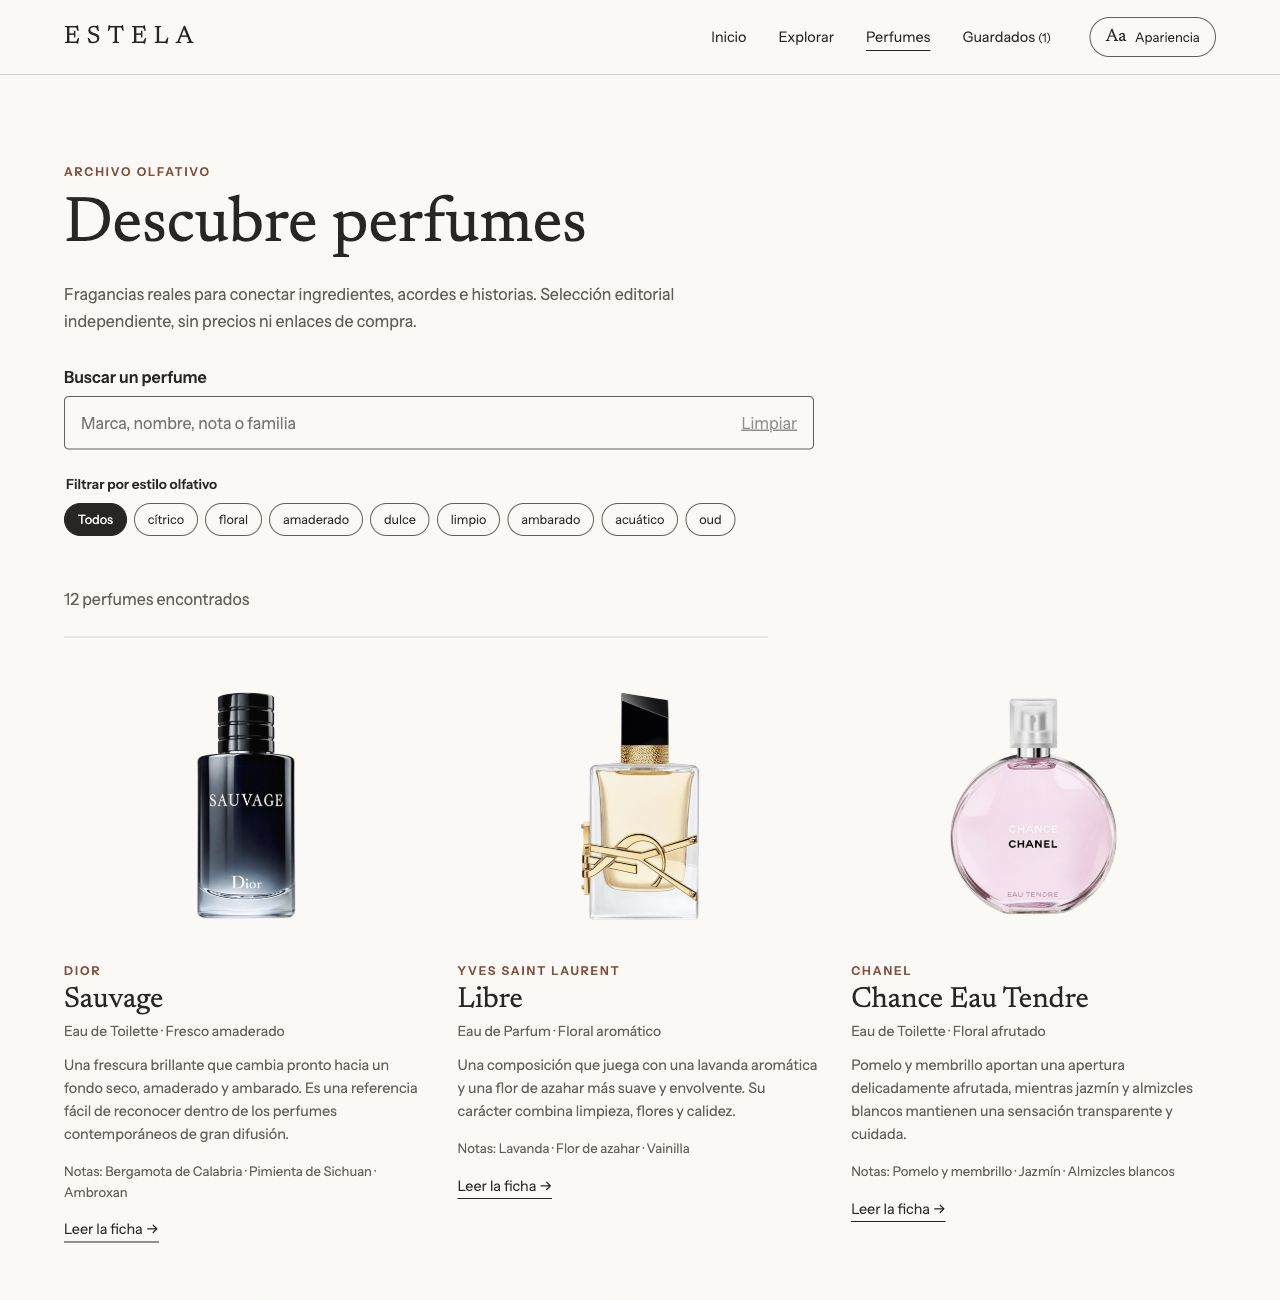 ESTELA
Inicio
Explorar
Perfumes
Guardados (1)
Aa Apariencia
ARCHIVO OLFATIVO
Descubre perfumes
Fragancias reales para conectar ingredientes, acordes e historias. Selección editorial
independiente, sin precios ni enlaces de compra.
Buscar un perfume
Marca, nombre, nota o familia
Limpiar
Filtrar por estilo olfativo
Todos
cítrico
floral
amaderado
dulce
limpio
ambarado
acuático
oud
12 perfumes encontrados
SAUVAGE
Dior
CHANCE
CHANEL
EAU TENDRE
DIOR
Sauvage
Eau de Toilette · Fresco amaderado
Una frescura brillante que cambia pronto hacia un
fondo seco, amaderado y ambarado. Es una referencia
fácil de reconocer dentro de los perfumes
contemporáneos de gran difusión.
Notas: Bergamota de Calabria · Pimienta de Sichuan ·
Ambroxan
Leer la ficha →
YVES SAINT LAURENT
Libre
Eau de Parfum · Floral aromático
Una composición que juega con una lavanda aromática
y una flor de azahar más suave y envolvente. Su
carácter combina limpieza, flores y calidez.
Notas: Lavanda · Flor de azahar · Vainilla
Leer la ficha →
CHANEL
Chance Eau Tendre
Eau de Toilette · Floral afrutado
Pomelo y membrillo aportan una apertura
delicadamente afrutada, mientras jazmín y almizcles
blancos mantienen una sensación transparente y
cuidada.
Notas: Pomelo y membrillo · Jazmín · Almizcles blancos
Leer la ficha →